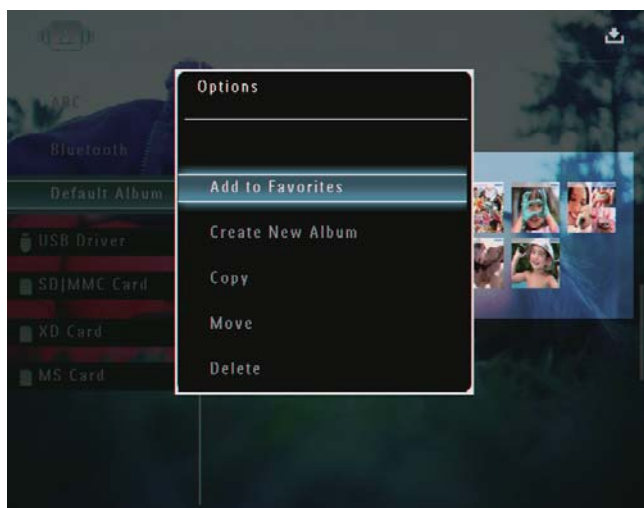 ABC
Bluetooth
Default Album
USB Driver
SD|MMC Card
XD Card
MS Card
Options
Add to Favorites
Create New Album
Copy
Move
Delete